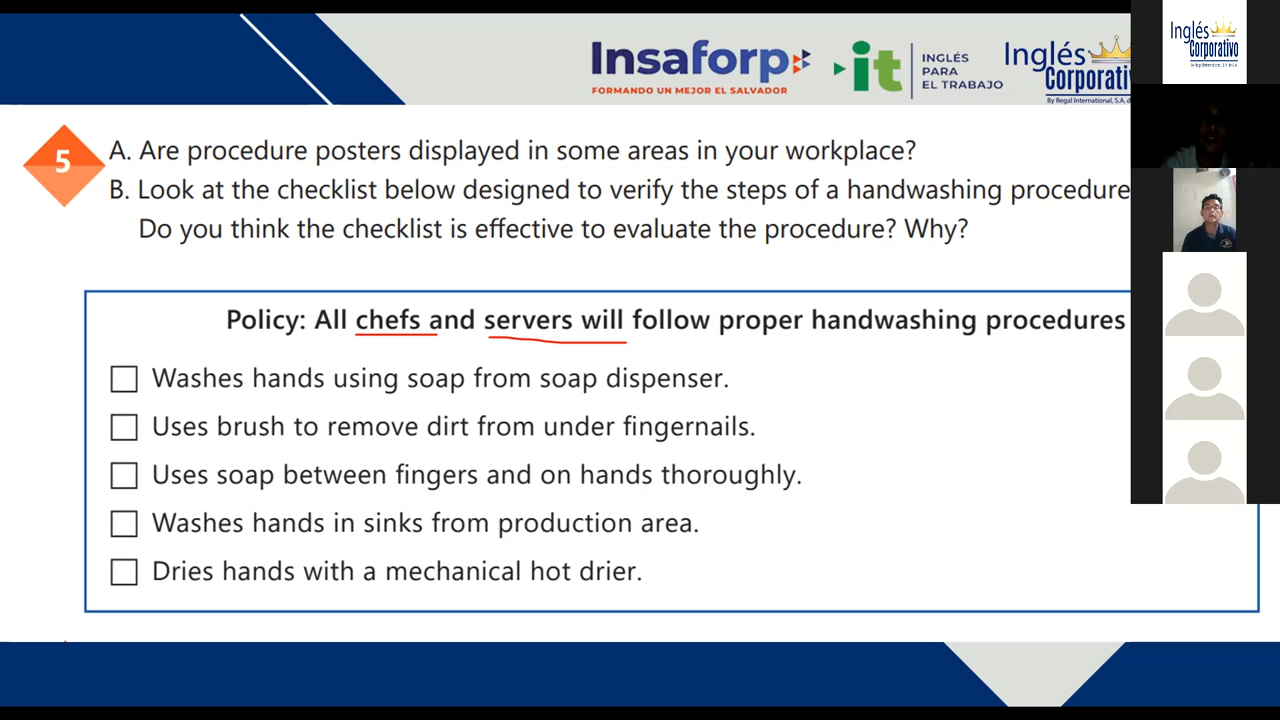 Insaforp
FORMANDO UN MEJOR EL SALVADOR
it
INGLÉS
PARA
EL TRABAJO
Inglés
Corporativ
By Regal International, S.A. d
Inglés
Corporativo
5
A. Are procedure posters displayed in some areas in your workplace?
B. Look at the checklist below designed to verify the steps of a handwashing procedure
Do you think the checklist is effective to evaluate the procedure? Why?
Policy: All chefs and servers will follow proper handwashing procedures
Washes hands using soap from soap dispenser.
Uses brush to remove dirt from under fingernails.
Uses soap between fingers and on hands thoroughly.
Washes hands in sinks from production area.
Dries hands with a mechanical hot drier.